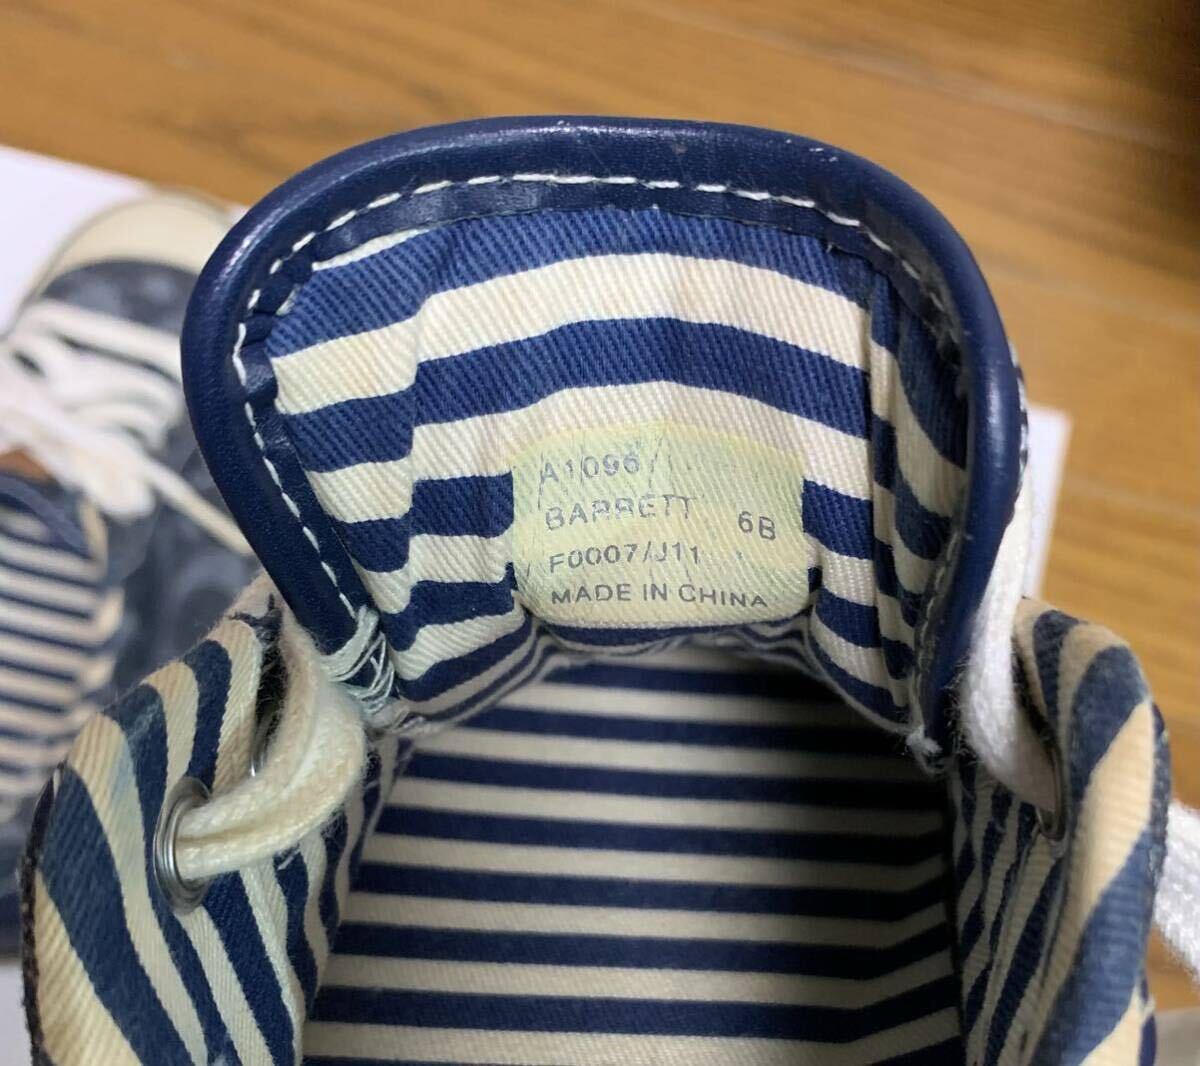 A1096
BARRETT 6B
F0007/J11
MADE IN CHINA